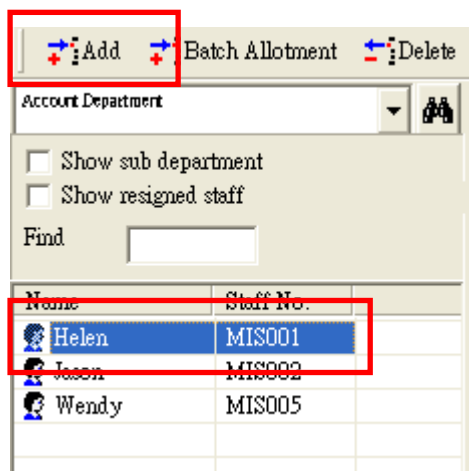 Add Batch Allotment Delete
Account Department
Show sub department
Show resigned staff
Find
Name Staff No.
Helen MIS001
Jason MIS002
Wendy MIS005